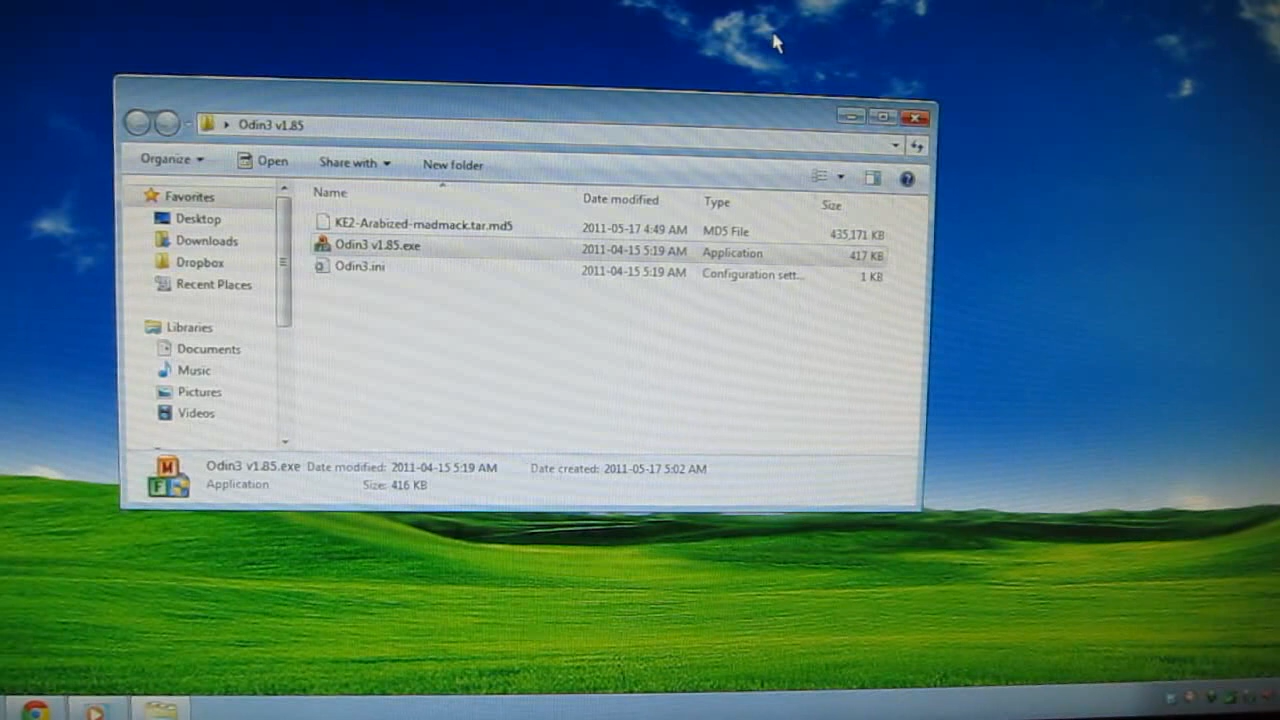 Odin3 v1.85
Organize Open Share with New folder
Name Date modified Type Size
KE2-Arabized-madmack.tar.md5 2011-05-17 4:49 AM MD5 File 435,171 KB
Odin3 v1.85.exe 2011-04-15 5:19 AM Application 417 KB
Odin3.ini 2011-04-15 5:19 AM Configuration sett... 1 KB
Favorites
Desktop
Downloads
Dropbox
Recent Places
Libraries
Documents
Music
Pictures
Videos
Odin3 v1.85.exe Date modified: 2011-04-15 5:19 AM Date created: 2011-05-17 5:02 AM
Application Size: 416 KB